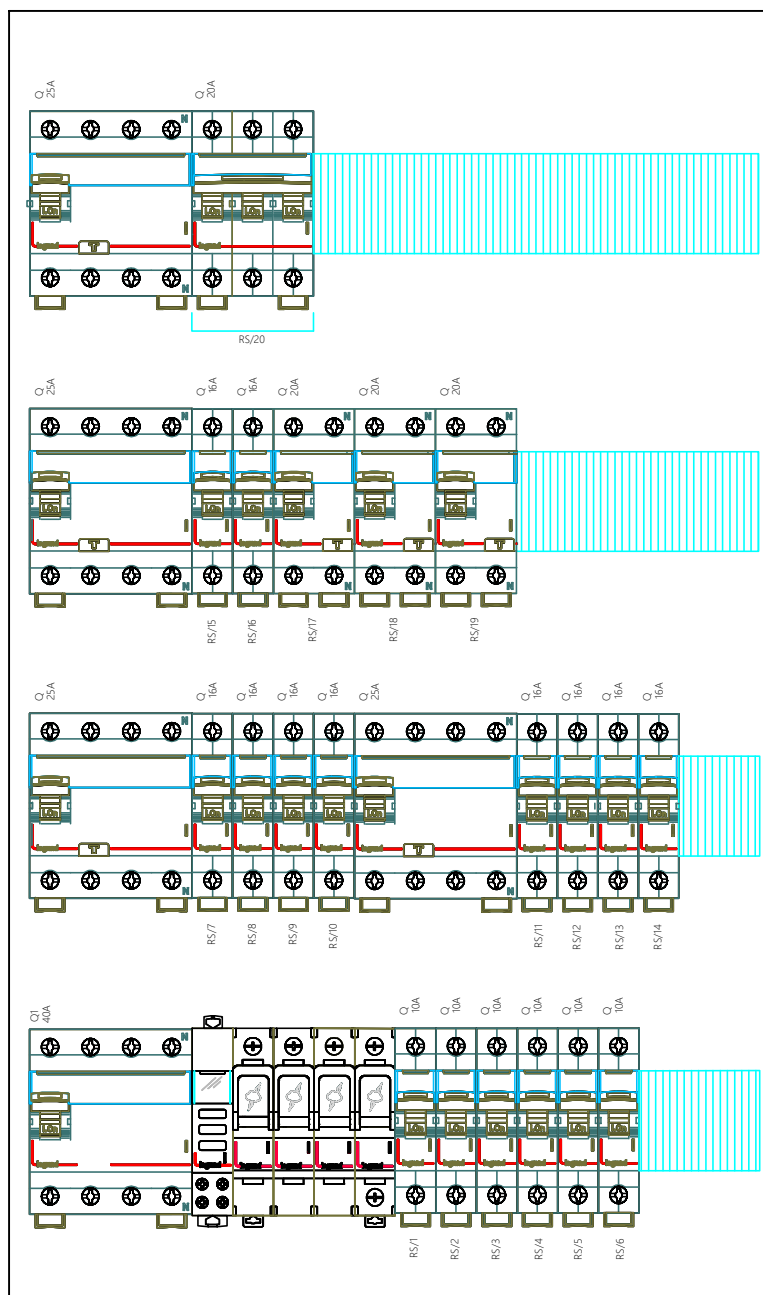 Q 25A
Q 20A
N
N
RS/20
Q 25A
Q 16A
Q 16A
Q 20A
Q 20A
Q 20A
N
N
N
N
N
N
N
N
RS/15
RS/16
RS/17
RS/18
RS/19
Q 25A
Q 16A
Q 16A
Q 16A
Q 16A
Q 25A
Q 16A
Q 16A
Q 16A
Q 16A
N
N
N
N
RS/7
RS/8
RS/9
RS/10
RS/11
RS/12
RS/13
RS/14
Q1 40A
Q 10A
Q 10A
Q 10A
Q 10A
Q 10A
Q 10A
N
N
RS/1
RS/2
RS/3
RS/4
RS/5
RS/6